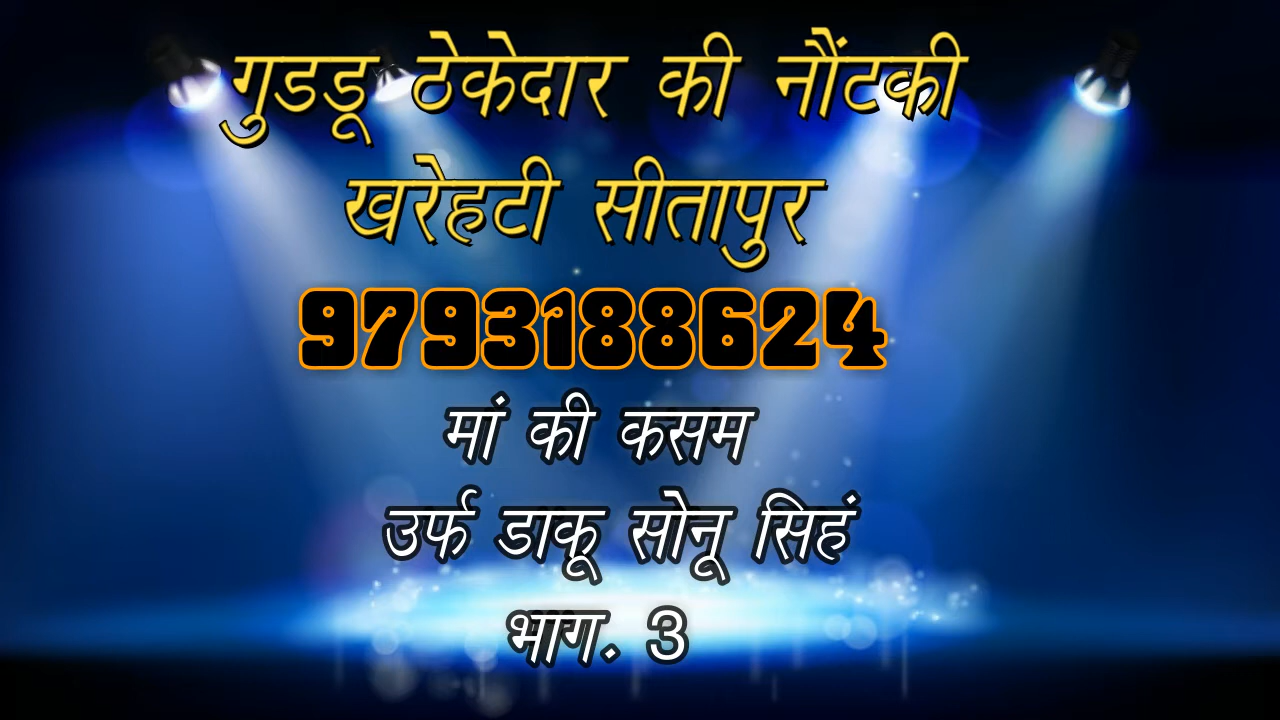 गुडडू ठेकेदार की नौंटकी
खरेहटी सीतापुर
9793188624
मां की कसम
उर्फ डाकू सोनू सिहं
भाग. 3